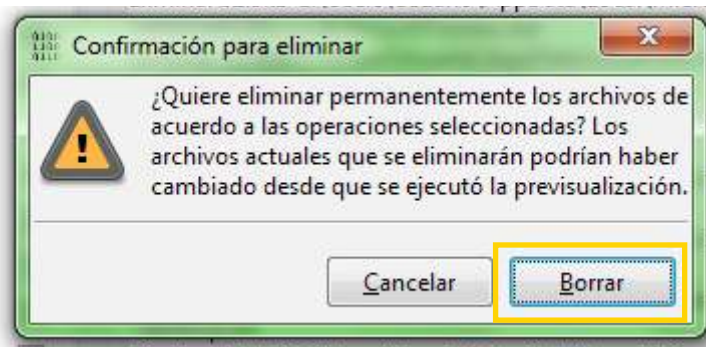 Confirmación para eliminar
¿Quiere eliminar permanentemente los archivos de
acuerdo a las operaciones seleccionadas? Los
archivos actuales que se eliminarán podrían haber
cambiado desde que se ejecutó la previsualización.
Cancelar
Borrar